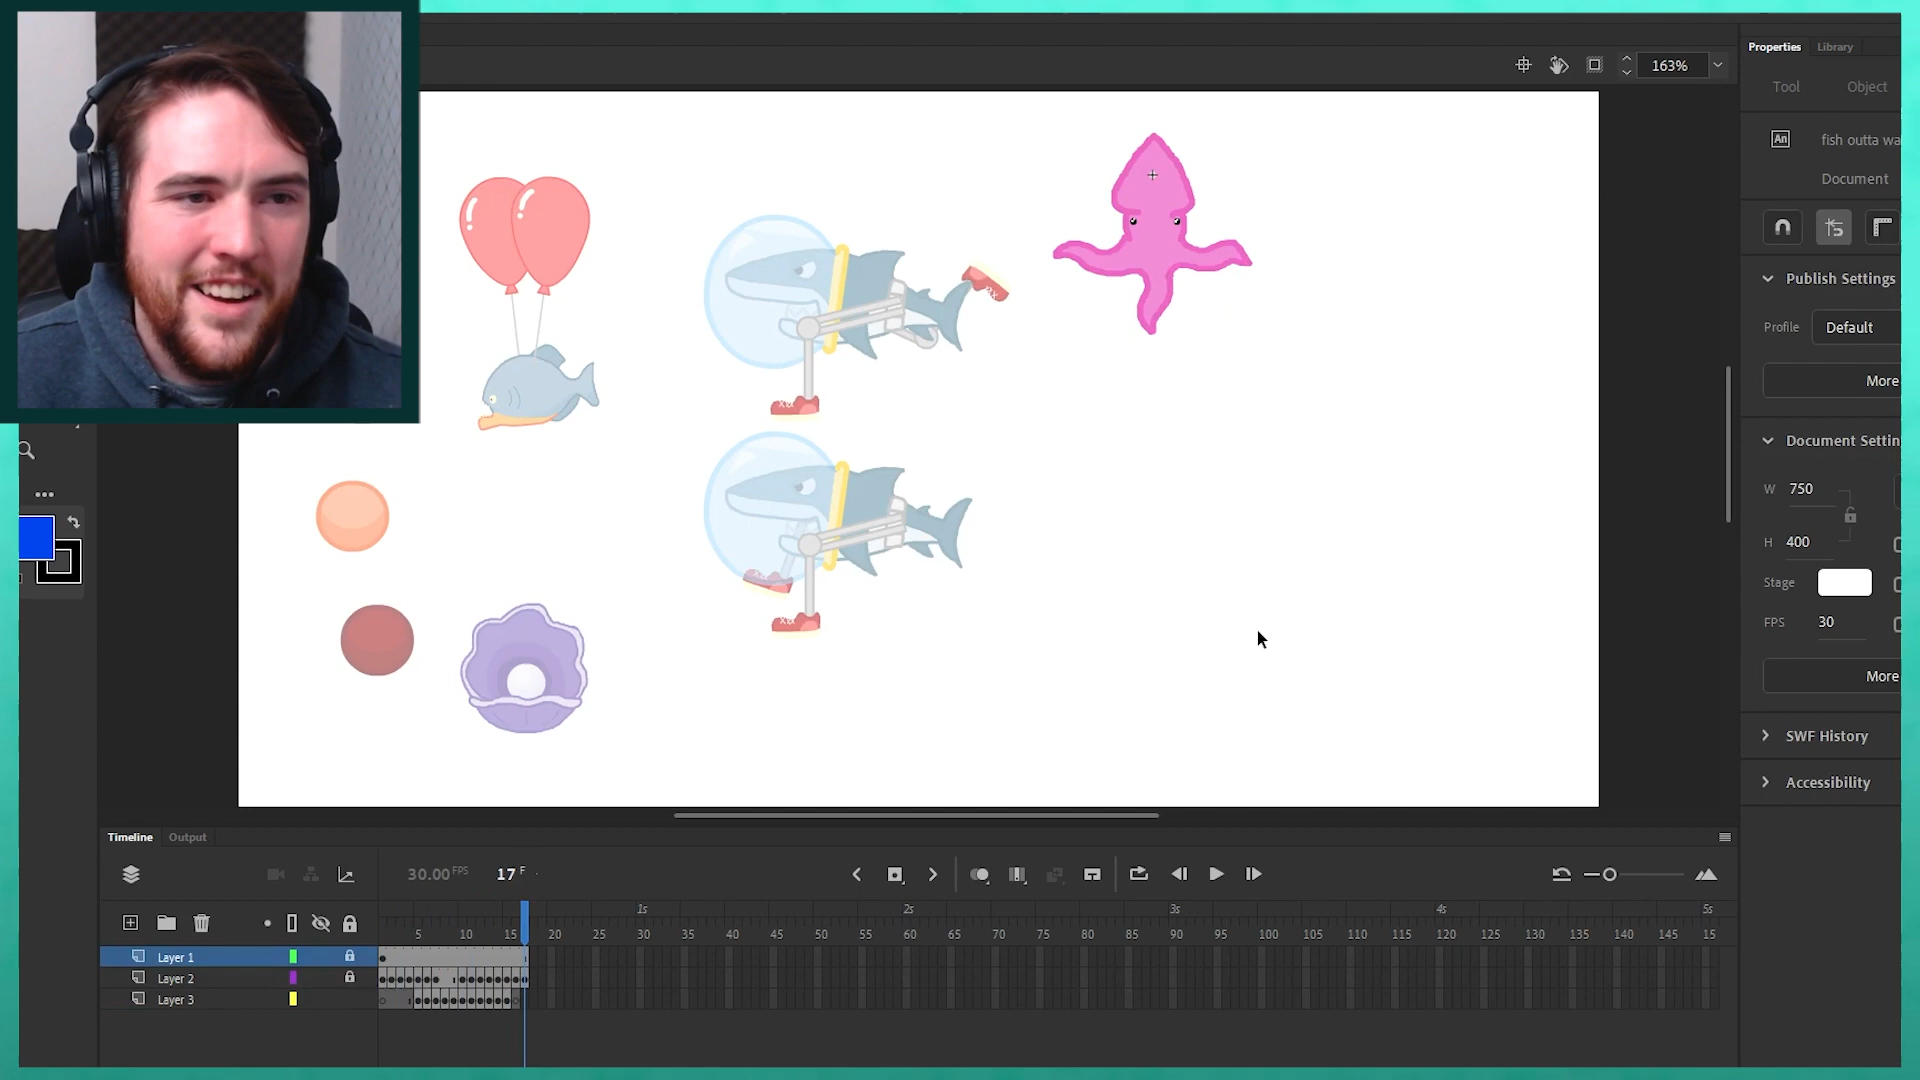 Properties Library
163%
Tool Object
An fish outta wa
Document
Publish Settings
Profile Default
More
Document Settin
W 750
H 400
Stage
FPS 30
More
SWF History
Accessibility
Timeline Output
30.00 FPS 17 F
1s 2s 3s 4s 5s
5 10 15 20 25 30 35 40 45 50 55 60 65 70 75 80 85 90 95 100 105 110 115 120 125 130 135 140 145 15
Layer 1
Layer 2
Layer 3